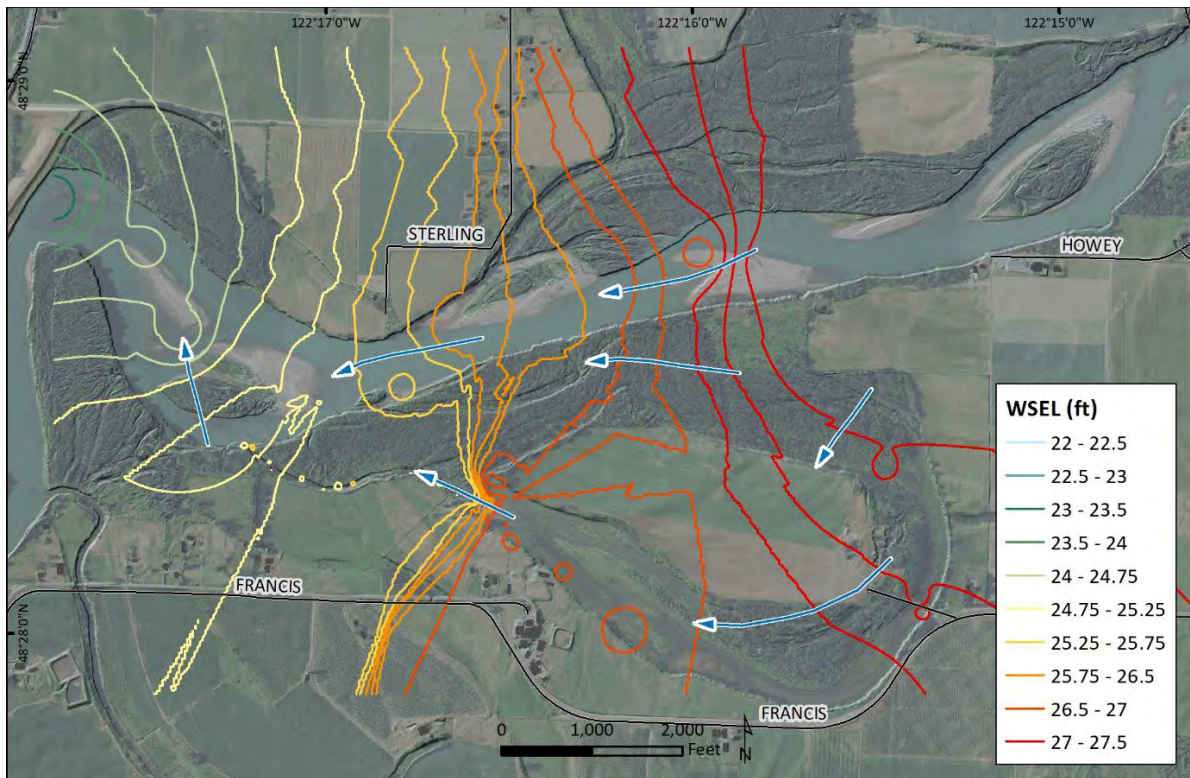 122°17'0"W
122°16'0"W
122°15'0"W
48°29'0"N
STERLING
HOWEY
WSEL (ft)
22 - 22.5
22.5 - 23
23 - 23.5
23.5 - 24
24 - 24.75
24.75 - 25.25
25.25 - 25.75
25.75 - 26.5
26.5 - 27
27 - 27.5
FRANCIS
48°28'0"N
FRANCIS
0 1,000 2,000
Feet
N